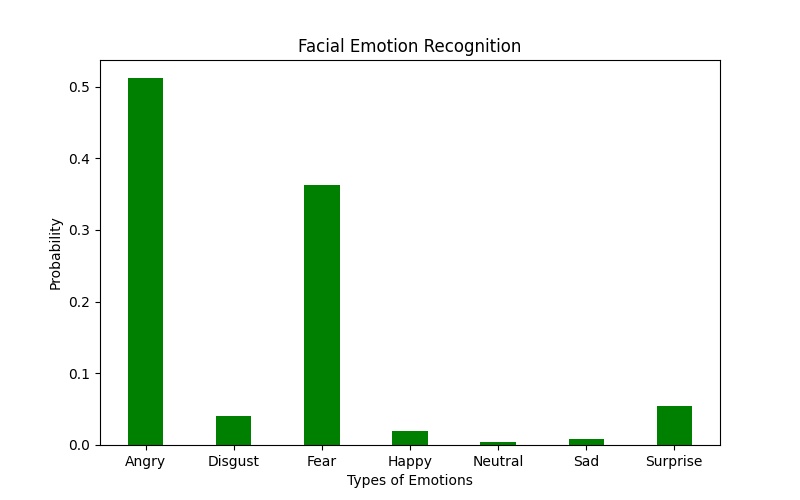 Facial Emotion Recognition
0.5
0.4
0.3
0.2
0.1
0.0
Probability
Angry Disgust Fear Happy Neutral Sad Surprise
Types of Emotions